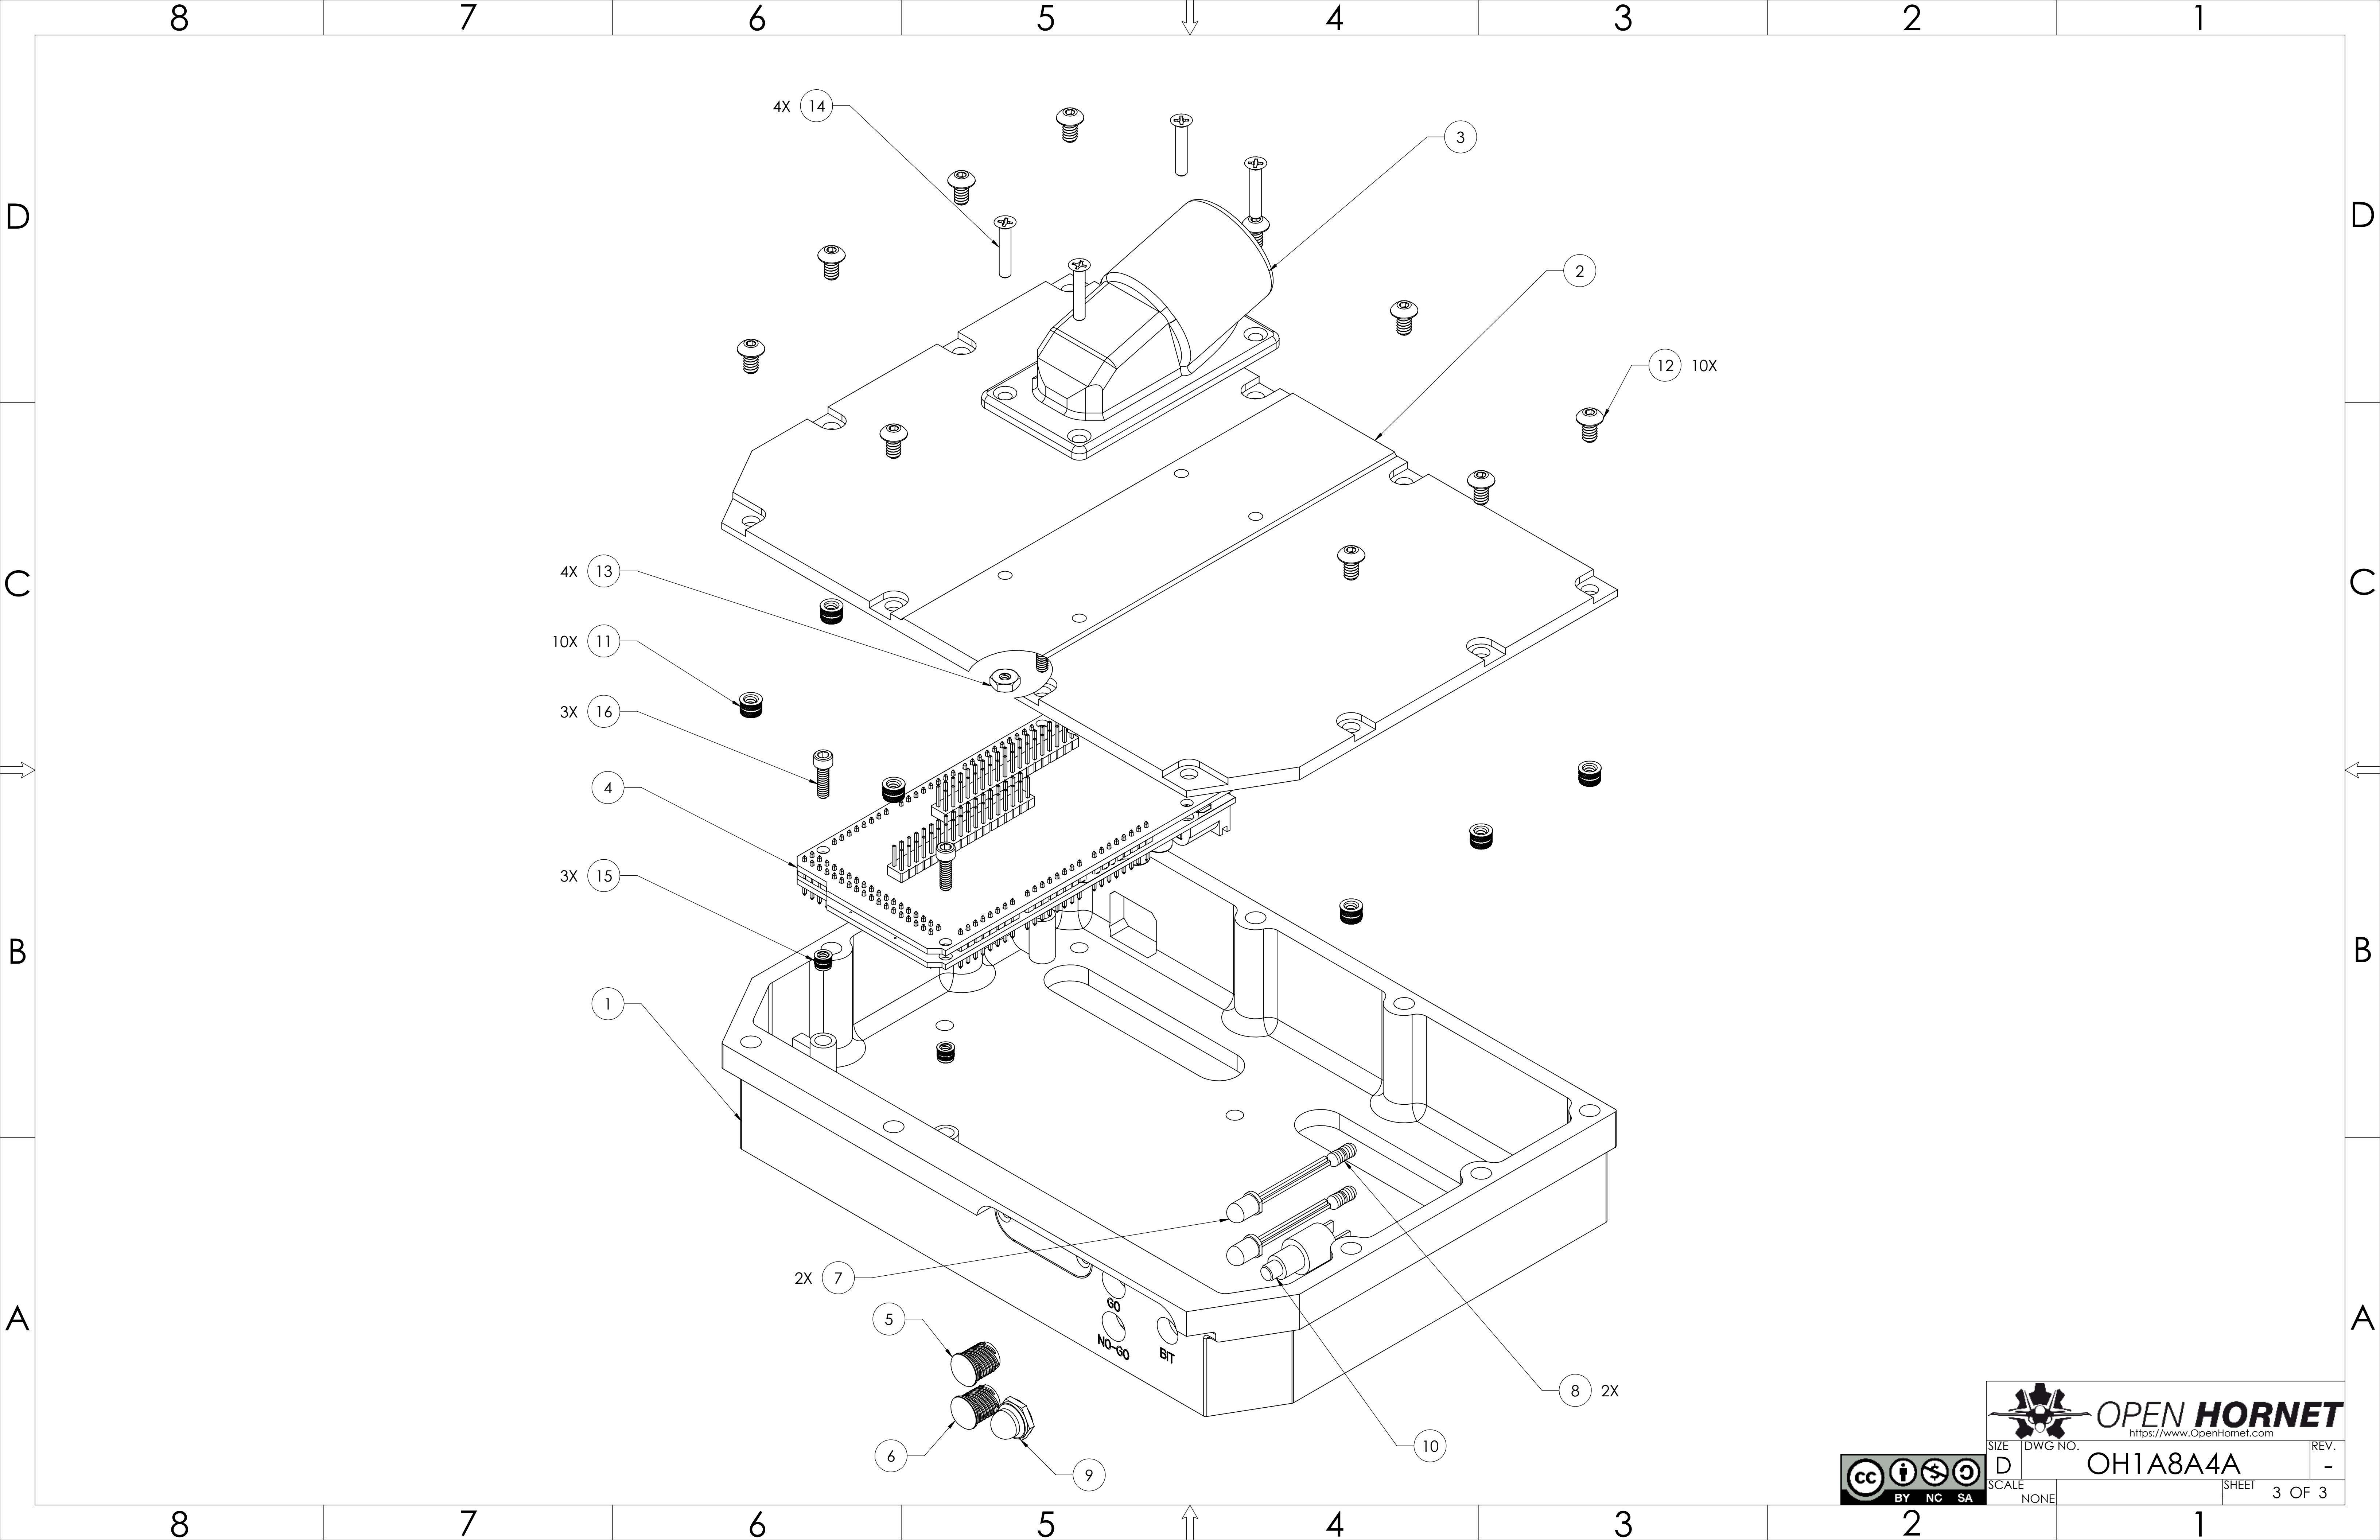 8 7 6 5 4 3 2 1
4X 14
3
D D
2
12 10X
4X 13
C C
10X 11
3X 16
4
3X 15
B B
1
2X 7
GO
5
A A
NO-GO
BIT
8 2X
10
6
9
OPEN HORNET
https://www.OpenHornet.com
SIZE DWG NO. REV.
D OH1A8A4A -
SCALE NONE SHEET 3 OF 3
cc BY NC SA
8 7 6 5 4 3 2 1